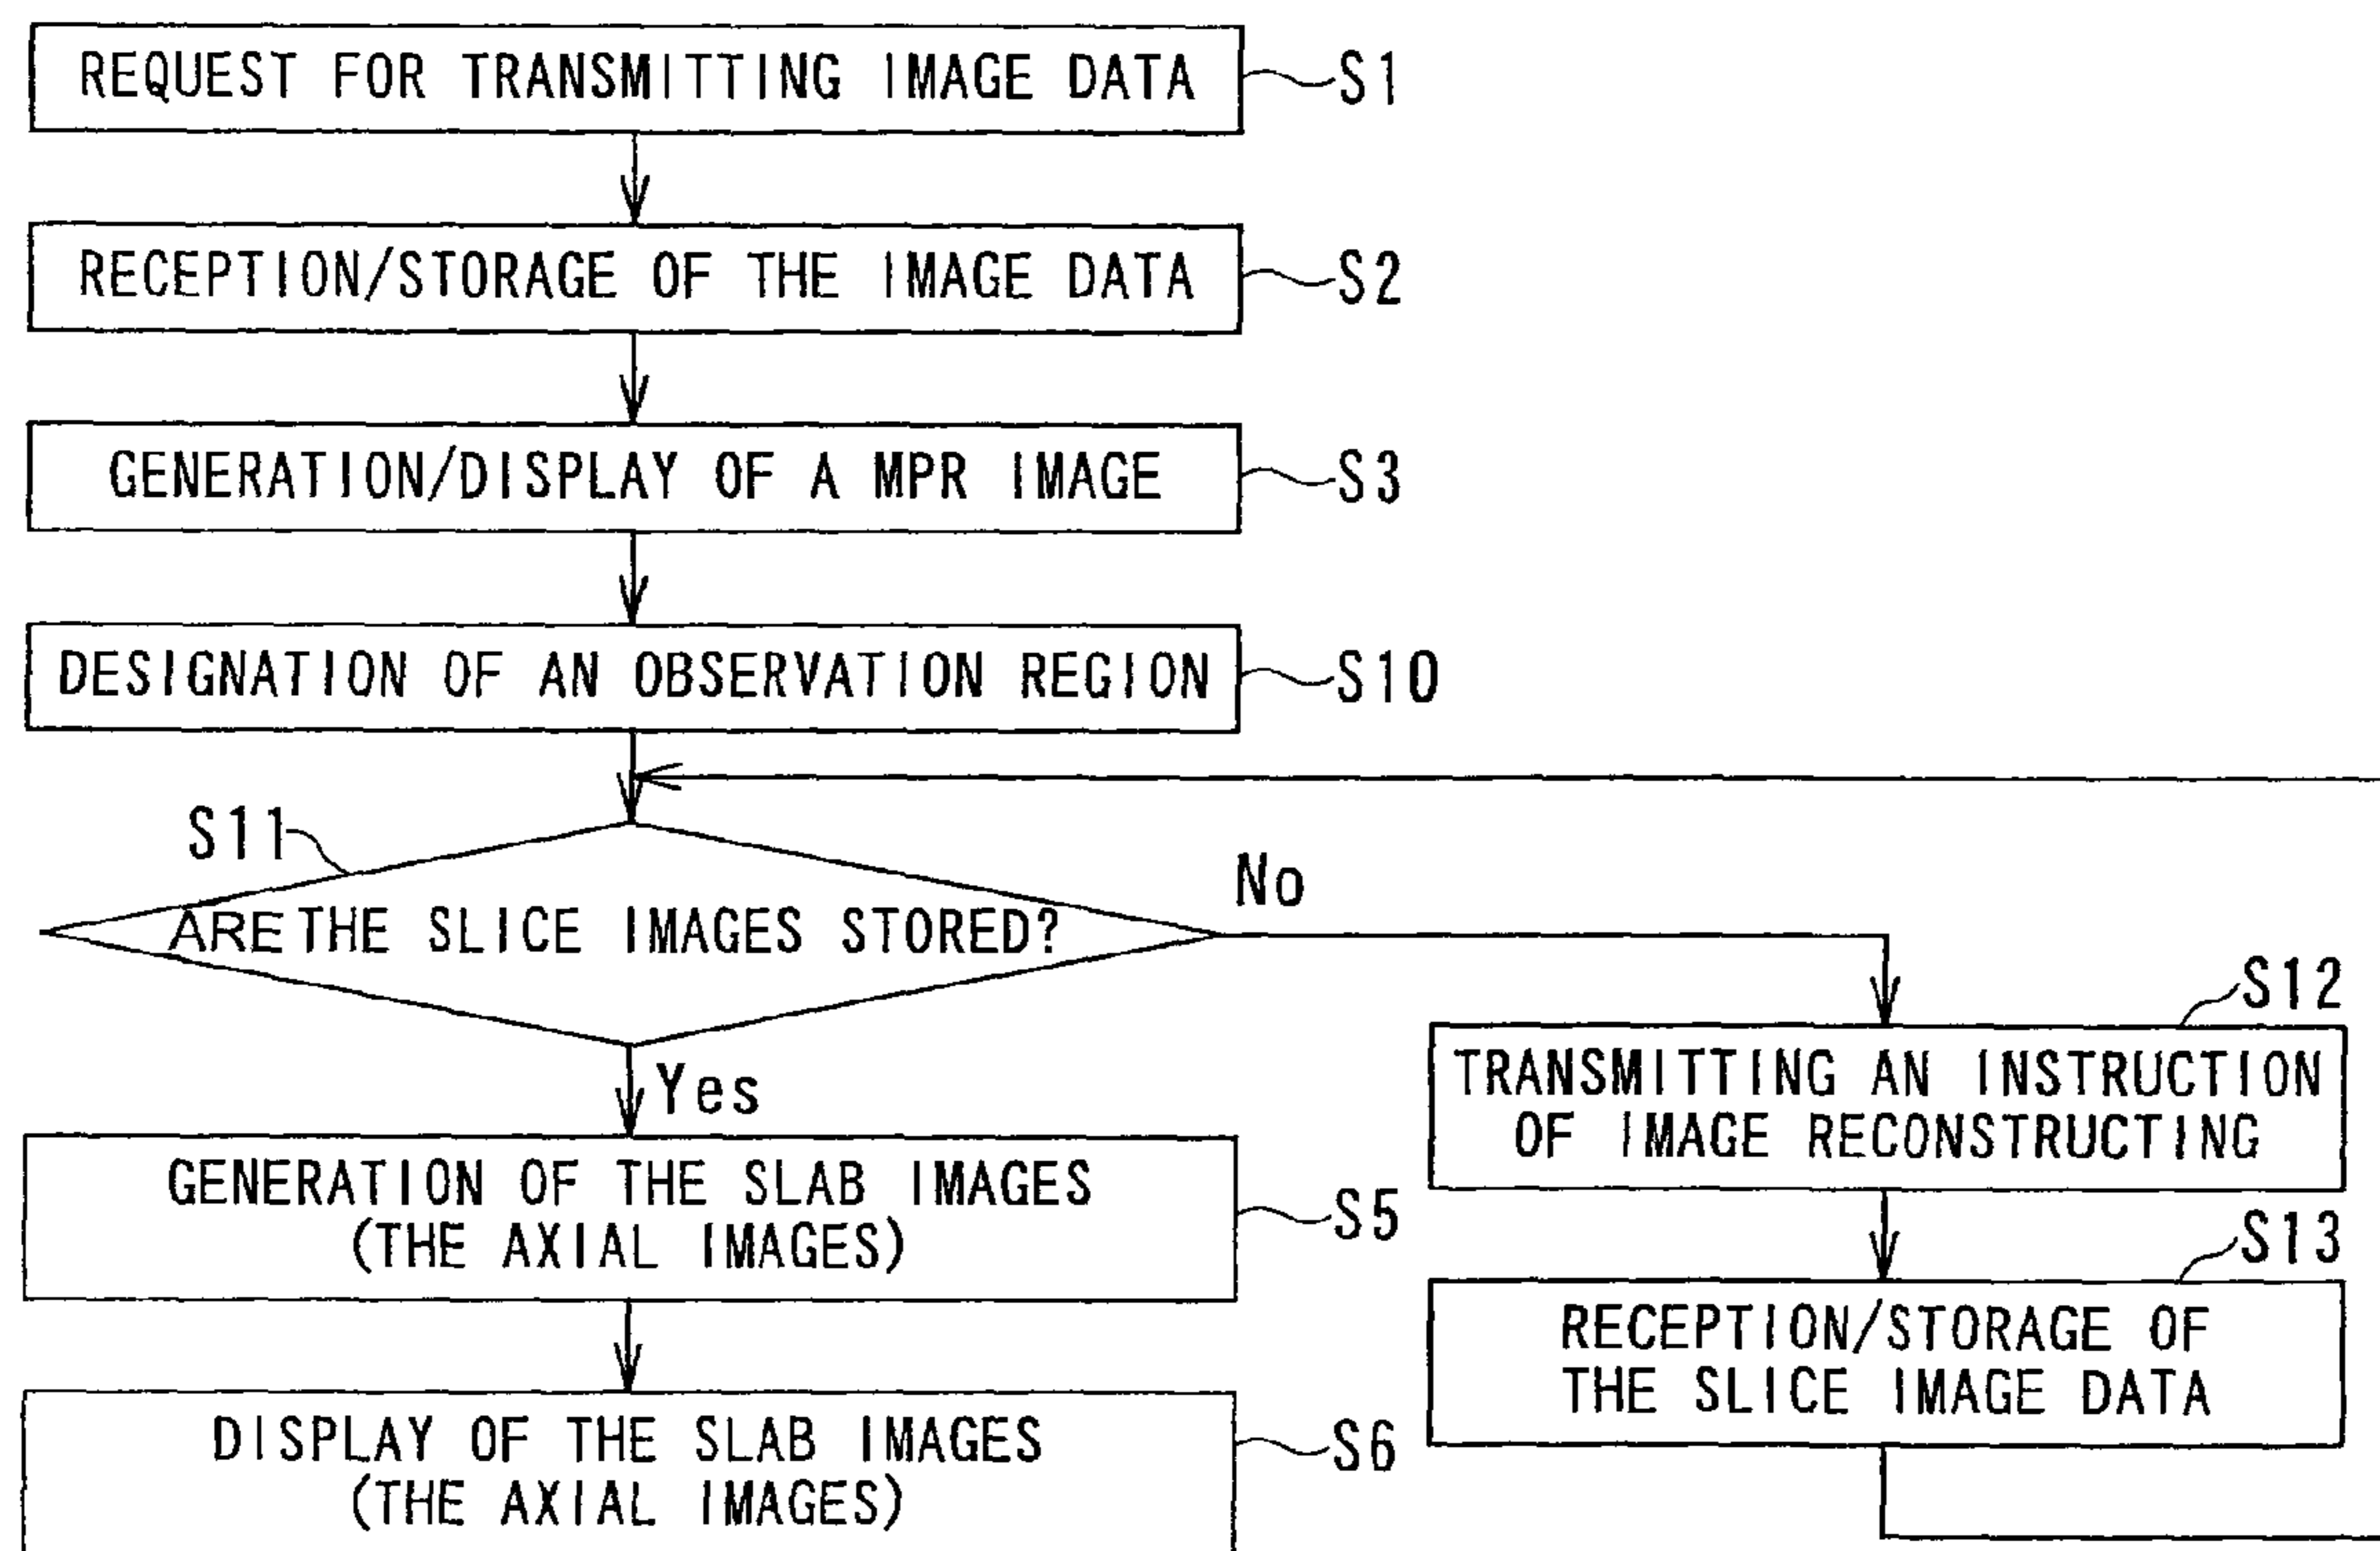 REQUEST FOR TRANSMITTING IMAGE DATA
S1
RECEPTION/STORAGE OF THE IMAGE DATA
S2
GENERATION/DISPLAY OF A MPR IMAGE
S3
DESIGNATION OF AN OBSERVATION REGION
S10
S11
ARE THE SLICE IMAGES STORED?
No
Yes
S12
TRANSMITTING AN INSTRUCTION
OF IMAGE RECONSTRUCTING
GENERATION OF THE SLAB IMAGES
(THE AXIAL IMAGES)
S5
S13
RECEPTION/STORAGE OF
THE SLICE IMAGE DATA
DISPLAY OF THE SLAB IMAGES
(THE AXIAL IMAGES)
S6